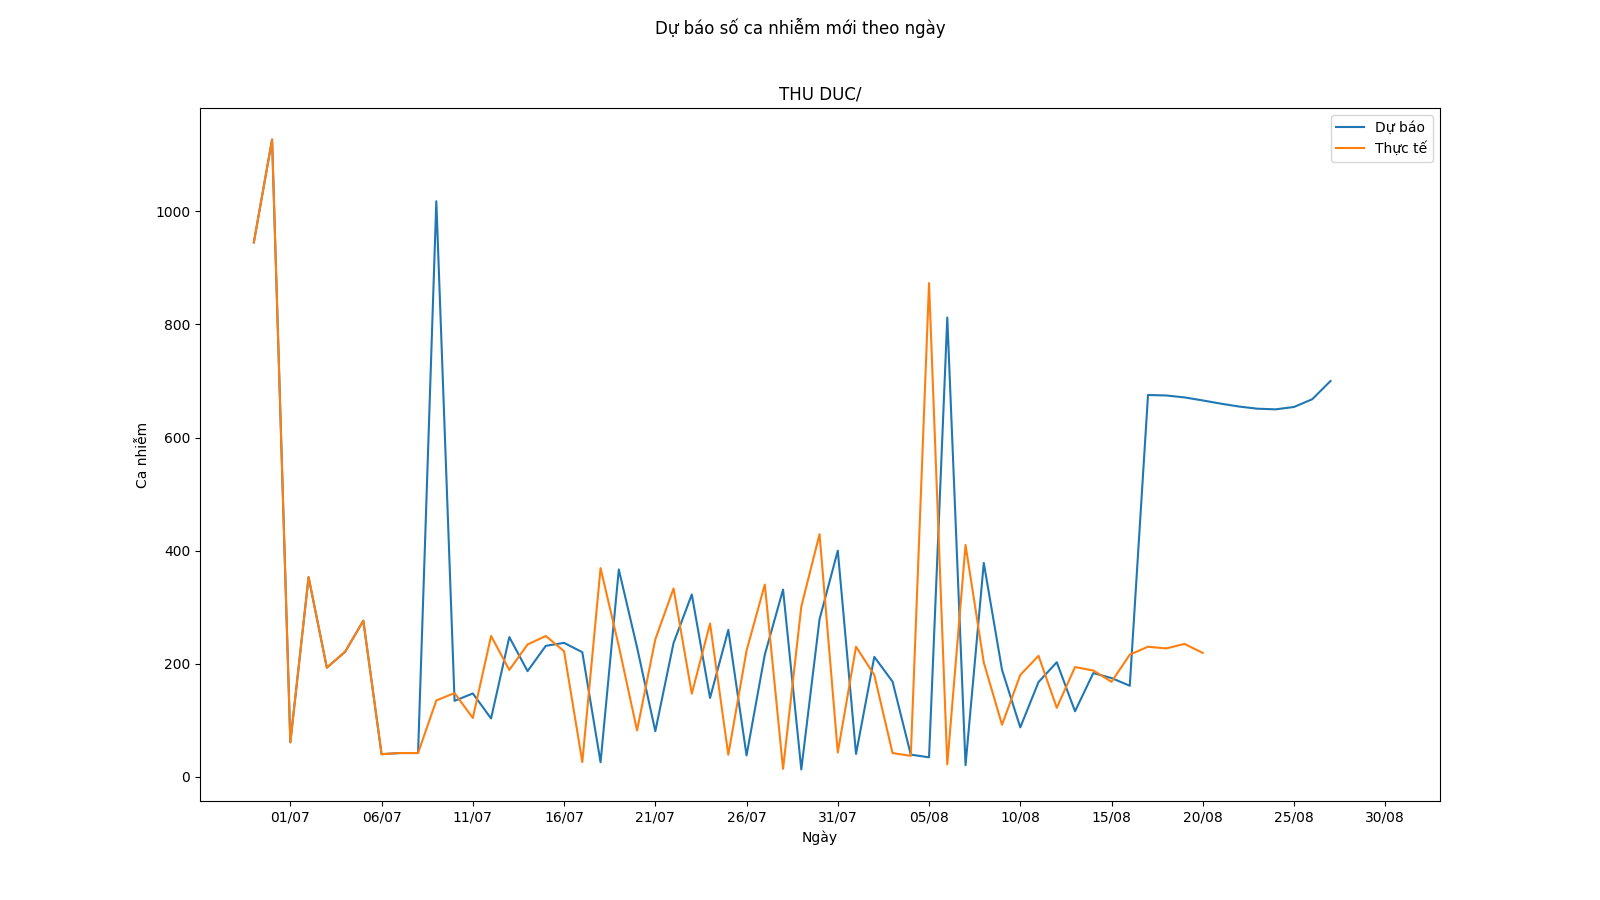 Dự báo số ca nhiễm mới theo ngày
THU DUC/
Dự báo
Thực tế
1000
800
600
400
200
0
Ca nhiễm
01/07 06/07 11/07 16/07 21/07 26/07 31/07 05/08 10/08 15/08 20/08 25/08 30/08
Ngày